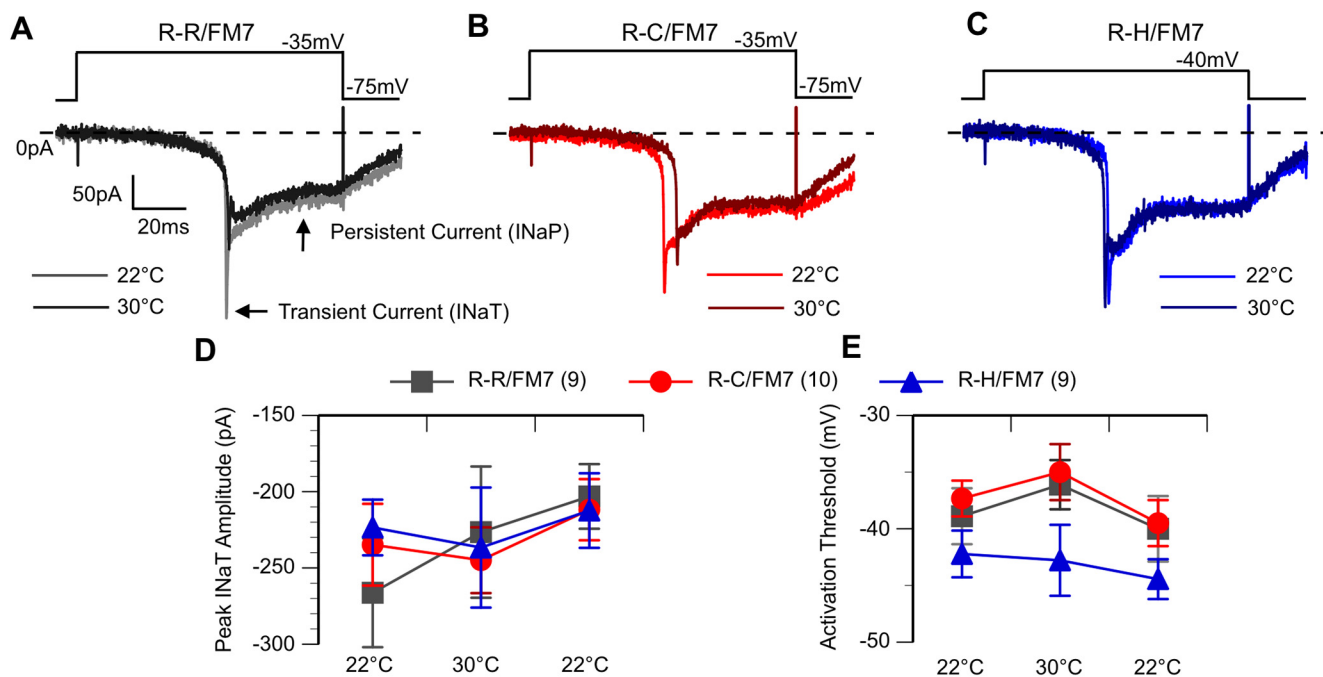 A
R-R/FM7
-35mV
-75mV
0pA
50pA
20ms
Persistent Current (INaP)
22°C
30°C
Transient Current (INaT)
B
R-C/FM7
-35mV
-75mV
22°C
30°C
C
R-H/FM7
-40mV
22°C
30°C
D
E
R-R/FM7 (9)
R-C/FM7 (10)
R-H/FM7 (9)
Peak INaT Amplitude (pA)
-150
-200
-250
-300
22°C
30°C
22°C
Activation Threshold (mV)
-30
-40
-50
22°C
30°C
22°C